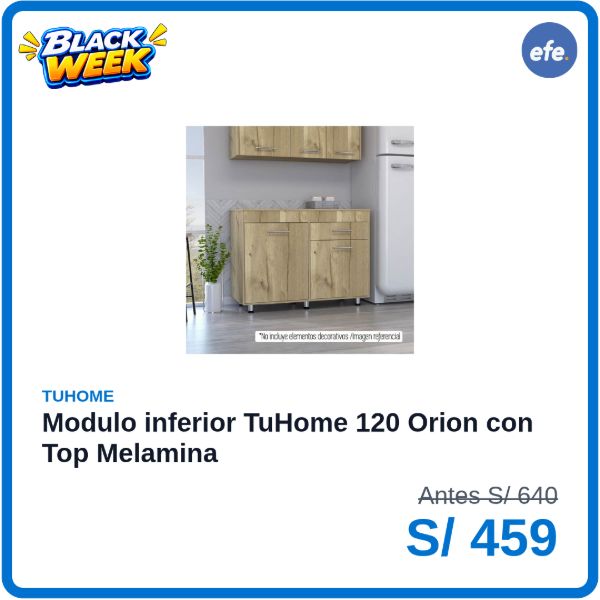 BLACK
WEEK
efe.
*No incluye elementos decorativos /Imagen referencial
TUHOME
Modulo inferior TuHome 120 Orion con
Top Melamina
Antes S/ 640
S/ 459